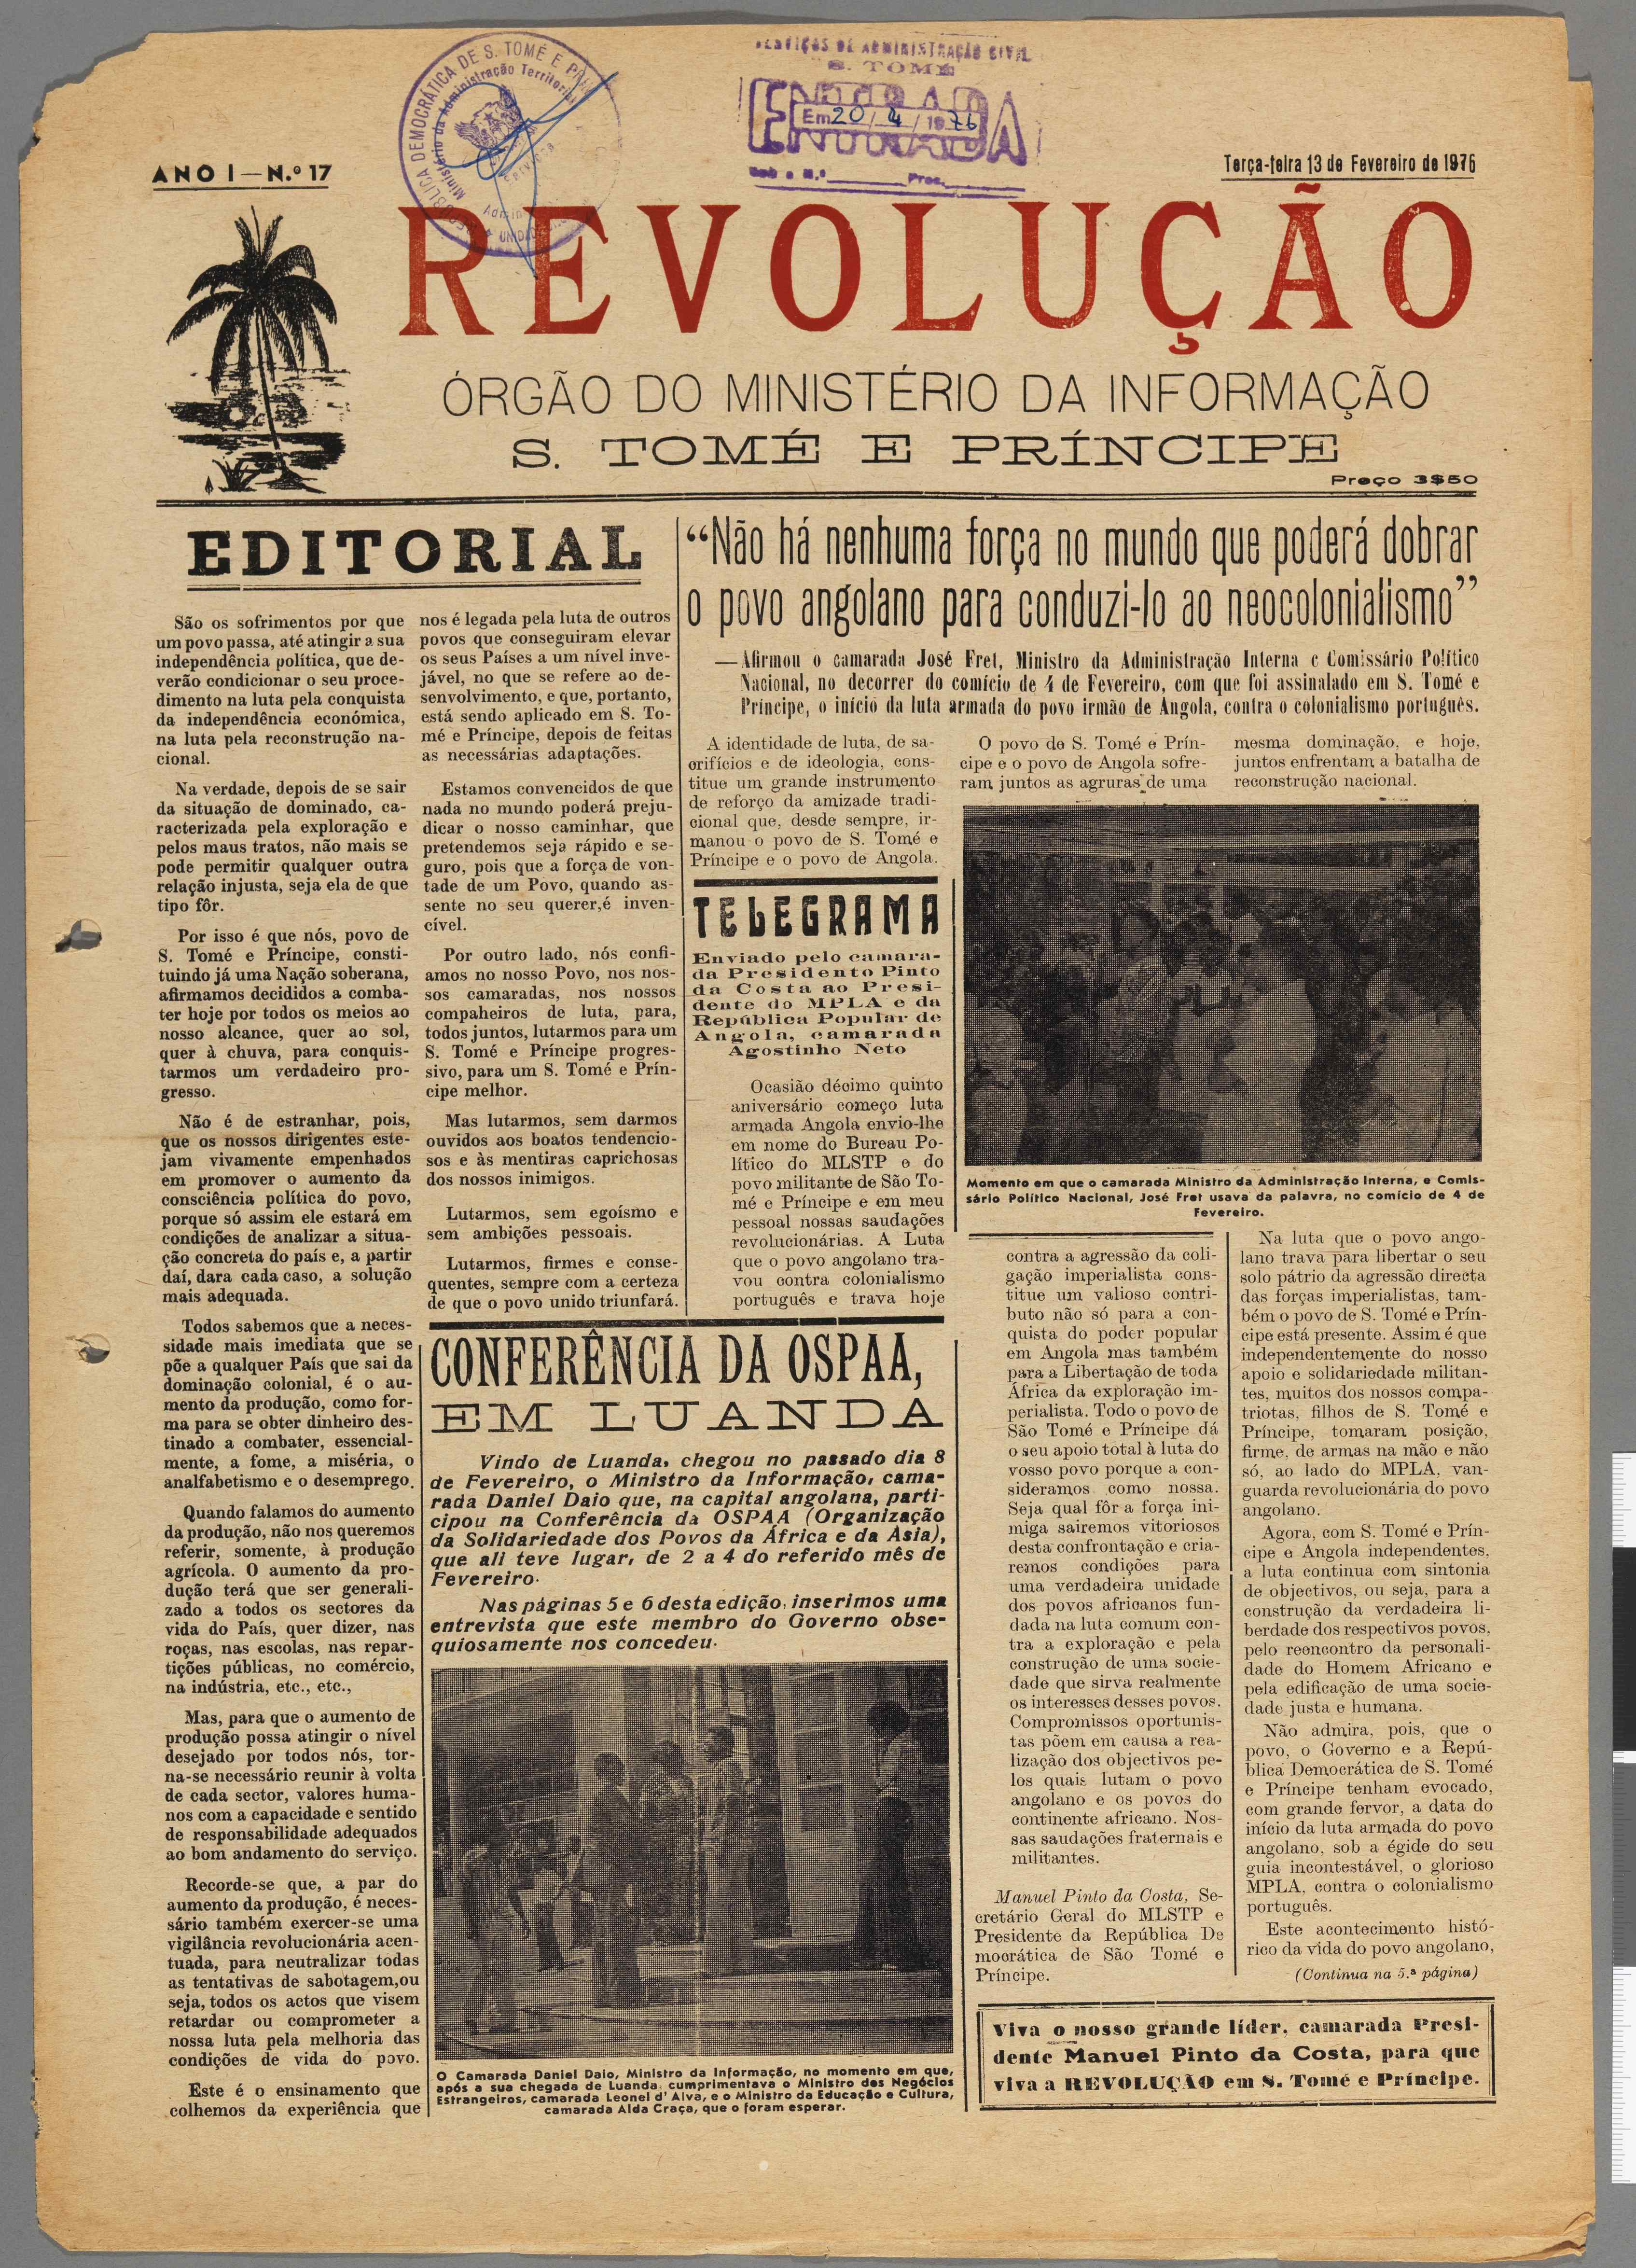 REPÚBLICA DEMOCRÁTICA DE S. TOMÉ E
Ministério da Administração Territorial
SERVIÇOS DE ADMINISTRAÇÃO CIVIL
S. TOMÉ
ENTRADA
Em 20 / 4 / 1976
Sob o N.º Proc.
ANO I — N.º 17
Terça-feira 13 de Fevereiro de 1976
REVOLUÇÃO
ÓRGÃO DO MINISTÉRIO DA INFORMAÇÃO
S. TOMÉ E PRÍNCIPE
Preço 3$50
EDITORIAL
São os sofrimentos por que
um povo passa, até atingir a sua
independência política, que de-
verão condicionar o seu proce-
dimento na luta pela conquista
da independência económica,
na luta pela reconstrução na-
cional.
Na verdade, depois de se sair
da situação de dominado, ca-
racterizada pela exploração e
pelos maus tratos, não mais se
pode permitir qualquer outra
relação injusta, seja ela de que
tipo fôr.
Por isso é que nós, povo de
S. Tomé e Príncipe, consti-
tuindo já uma Nação soberana,
afirmamos decididos a comba-
ter hoje por todos os meios ao
nosso alcance, quer ao sol,
quer à chuva, para conquis-
tarmos um verdadeiro pro-
gresso.
Não é de estranhar, pois,
que os nossos dirigentes este-
jam vivamente empenhados
em promover o aumento da
consciência política do povo,
porque só assim ele estará em
condições de analizar a situa-
ção concreta do país e, a partir
daí, dara cada caso, a solução
mais adequada.
Todos sabemos que a neces-
sidade mais imediata que se
põe a qualquer País que sai da
dominação colonial, é o au-
mento da produção, como for-
ma para se obter dinheiro des-
tinado a combater, essencial-
mente, a fome, a miséria, o
analfabetismo e o desemprego.
Quando falamos do aumento
da produção, não nos queremos
referir, somente, à produção
agrícola. O aumento da pro-
dução terá que ser generali-
zado a todos os sectores da
vida do País, quer dizer, nas
roças, nas escolas, nas repar-
tições públicas, no comércio,
na indústria, etc., etc.,
Mas, para que o aumento de
produção possa atingir o nível
desejado por todos nós, tor-
na-se necessário reunir à volta
de cada sector, valores huma-
nos com a capacidade e sentido
de responsabilidade adequados
ao bom andamento do serviço.
Recorde-se que, a par do
aumento da produção, é neces-
sário também exercer-se uma
vigilância revolucionária acen-
tuada, para neutralizar todas
as tentativas de sabotagem,ou
seja, todos os actos que visem
retardar ou comprometer a
nossa luta pela melhoria das
condições de vida do povo.
Este é o ensinamento que
colhemos da experiência que
nos é legada pela luta de outros
povos que conseguiram elevar
os seus Países a um nível inve-
jável, no que se refere ao de-
senvolvimento, e que, portanto,
está sendo aplicado em S. To-
mé e Príncipe, depois de feitas
as necessárias adaptações.
Estamos convencidos de que
nada no mundo poderá preju-
dicar o nosso caminhar, que
pretendemos seja rápido e se-
guro, pois que a força de von-
tade de um Povo, quando as-
sente no seu querer,é inven-
cível.
Por outro lado, nós confi-
amos no nosso Povo, nos nos-
sos camaradas, nos nossos
compaheiros de luta, para,
todos juntos, lutarmos para um
S. Tomé e Príncipe progres-
sivo, para um S. Tomé e Prín-
cipe melhor.
Mas lutarmos, sem darmos
ouvidos aos boatos tendencio-
sos e às mentiras caprichosas
dos nossos inimigos.
Lutarmos, sem egoísmo e
sem ambições pessoais.
Lutarmos, firmes e conse-
quentes, sempre com a certeza
de que o povo unido triunfará.
“Não há nenhuma força no mundo que poderá dobrar
o povo angolano para conduzi-lo ao neocolonialismo”
—Afirmou o camarada José Fret, Ministro da Administração Interna e Comissário Político
Nacional, no decorrer do comício de 4 de Fevereiro, com que foi assinalado em S. Tomé e
Príncipe, o início da luta armada do povo irmão de Angola, contra o colonialismo português.
A identidade de luta, de sa-
crifícios e de ideologia, cons-
titue um grande instrumento
de reforço da amizade tradi-
cional que, desde sempre, ir-
manou o povo de S. Tomé e
Príncipe e o povo de Angola.
O povo de S. Tomé e Prín-
cipe e o povo de Angola sofre-
ram juntos as agruras de uma
mesma dominação, e hoje,
juntos enfrentam a batalha de
reconstrução nacional.
Momento em que o camarada Ministro da Administração Interna, e Comis-
sário Político Nacional, José Fret usava da palavra, no comício de 4 de
Fevereiro.
TELEGRAMA
Enviado pelo camara-
da Presidento Pinto
da Costa ao Presi-
dente do MPLA e da
República Popular de
Angola, camarada
Agostinho Neto
Ocasião décimo quinto
aniversário começo luta
armada Angola envio-lhe
em nome do Bureau Po-
lítico do MLSTP e do
povo militante de São To-
mé e Príncipe e em meu
pessoal nossas saudações
revolucionárias. A Luta
que o povo angolano tra-
vou contra colonialismo
português e trava hoje
contra a agressão da coli-
gação imperialista cons-
titue um valioso contri-
buto não só para a con-
quista do poder popular
em Angola mas também
para a Libertação de toda
África da exploração im-
perialista. Todo o povo de
São Tomé e Príncipe dá
o seu apoio total à luta do
vosso povo porque a con-
sideramos como nossa.
Seja qual fôr a força ini-
miga sairemos vitoriosos
desta confrontação e cria-
remos condições para
uma verdadeira unidade
dos povos africanos fun-
dada na luta comum con-
tra a exploração e pela
construção de uma socie-
dade que sirva realmente
os interesses desses povos.
Compromissos oportunis-
tas põem em causa a rea-
lização dos objectivos pe-
los quais lutam o povo
angolano e os povos do
continente africano. Nos-
sas saudações fraternais e
militantes.
Manuel Pinto da Costa, Se-
cretário Geral do MLSTP e
Presidente da República De
mocrática de São Tomé e
Príncipe.
Na luta que o povo ango-
lano trava para libertar o seu
solo pátrio da agressão directa
das forças imperialistas, tam-
bém o povo de S. Tomé e Prín-
cipe está presente. Assim é que
independentemente do nosso
apoio e solidariedade militan-
tes, muitos dos nossos compa-
triotas, filhos de S. Tomé e
Príncipe, tomaram posição,
firme, de armas na mão e não
só, ao lado do MPLA, van-
guarda revolucionária do povo
angolano.
Agora, com S. Tomé e Prín-
cipe e Angola independentes,
a luta continua com sintonia
de objectivos, ou seja, para a
construção da verdadeira li-
berdade dos respectivos povos,
pelo reencontro da personali-
dade do Homem Africano e
pela edificação de uma socie-
dade justa e humana.
Não admira, pois, que o
povo, o Governo e a Repú-
blica Democrática de S. Tomé
e Príncipe tenham evocado,
com grande fervor, a data do
início da luta armada do povo
angolano, sob a égide do seu
guia incontestável, o glorioso
MPLA, contra o colonialismo
português.
Este acontecimento histó-
rico da vida do povo angolano,
(Continua na 5.ª página)
CONFERÊNCIA DA OSPAA,
EM LUANDA
Vindo de Luanda, chegou no passado dia 8
de Fevereiro, o Ministro da Informação, cama-
rada Daniel Daio que, na capital angolana, parti-
cipou na Conferência da OSPAA (Organização
da Solidariedade dos Povos da África e da Asia),
que ali teve lugar, de 2 a 4 do referido mês de
Fevereiro.
Nas páginas 5 e 6 desta edição, inserimos uma
entrevista que este membro do Governo obse-
quiosamente nos concedeu.
O Camarada Daniel Daio, Ministro da Informação, no momento em que,
após a sua chegada de Luanda, cumprimentava o Ministro dos Negócios
Estrangeiros, camarada Leonel d' Alva, e o Ministro da Educação e Cultura,
camarada Alda Graça, que o foram esperar.
Viva o nosso grande líder, camarada Presi-
dente Manuel Pinto da Costa, para que
viva a REVOLUÇÃO em S. Tomé e Príncipe.